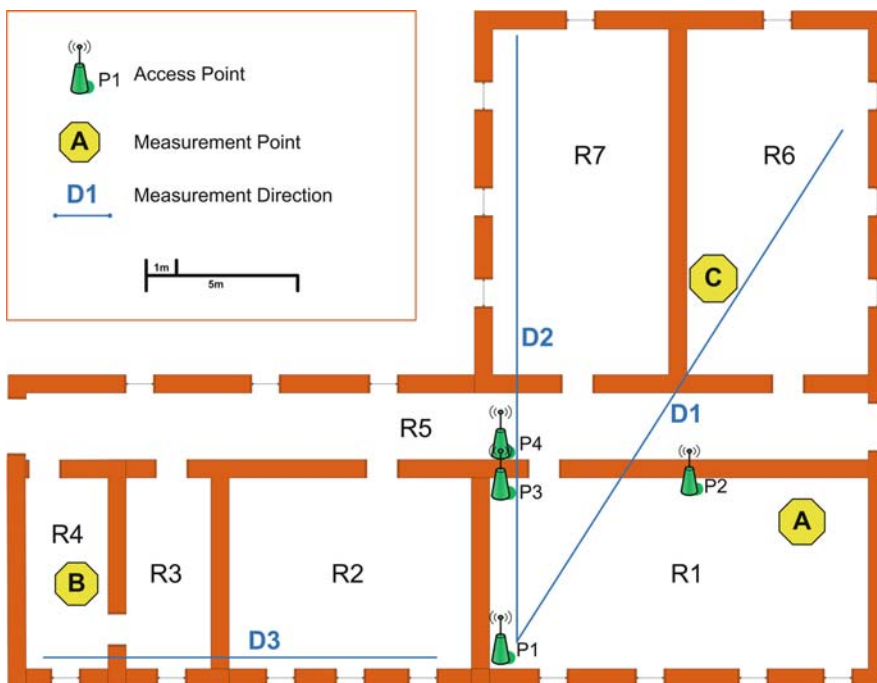 P1 Access Point
A Measurement Point
D1 Measurement Direction
1m
5m
R7 R6
C
D2
D1
R5 P4
P3 P2
A
R4
B R3 R2 R1
D3 P1